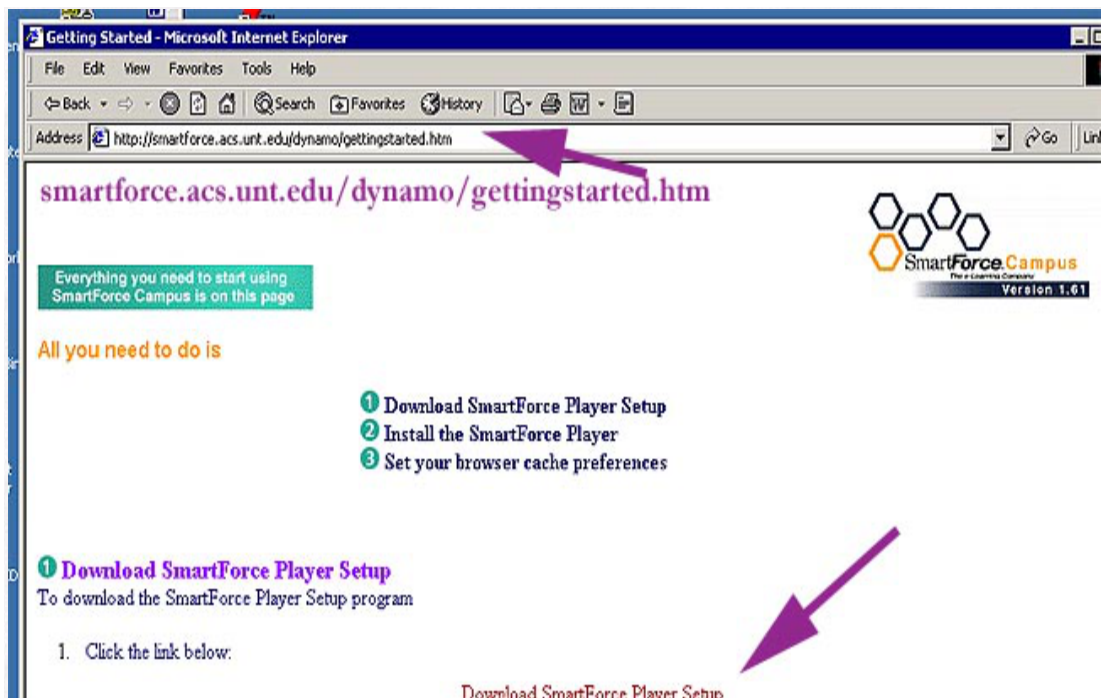 Getting Started - Microsoft Internet Explorer
File Edit View Favorites Tools Help
Back Search Favorites History
Address http://smartforce.acs.unt.edu/dynamo/gettingstarted.htm Go
smartforce.acs.unt.edu/dynamo/gettingstarted.htm
SmartForce.Campus
The e-Learning Company
Version 1.61
Everything you need to start using
SmartForce Campus is on this page
All you need to do is
1 Download SmartForce Player Setup
2 Install the SmartForce Player
3 Set your browser cache preferences
1 Download SmartForce Player Setup
To download the SmartForce Player Setup program
1. Click the link below:
Download SmartForce Player Setup